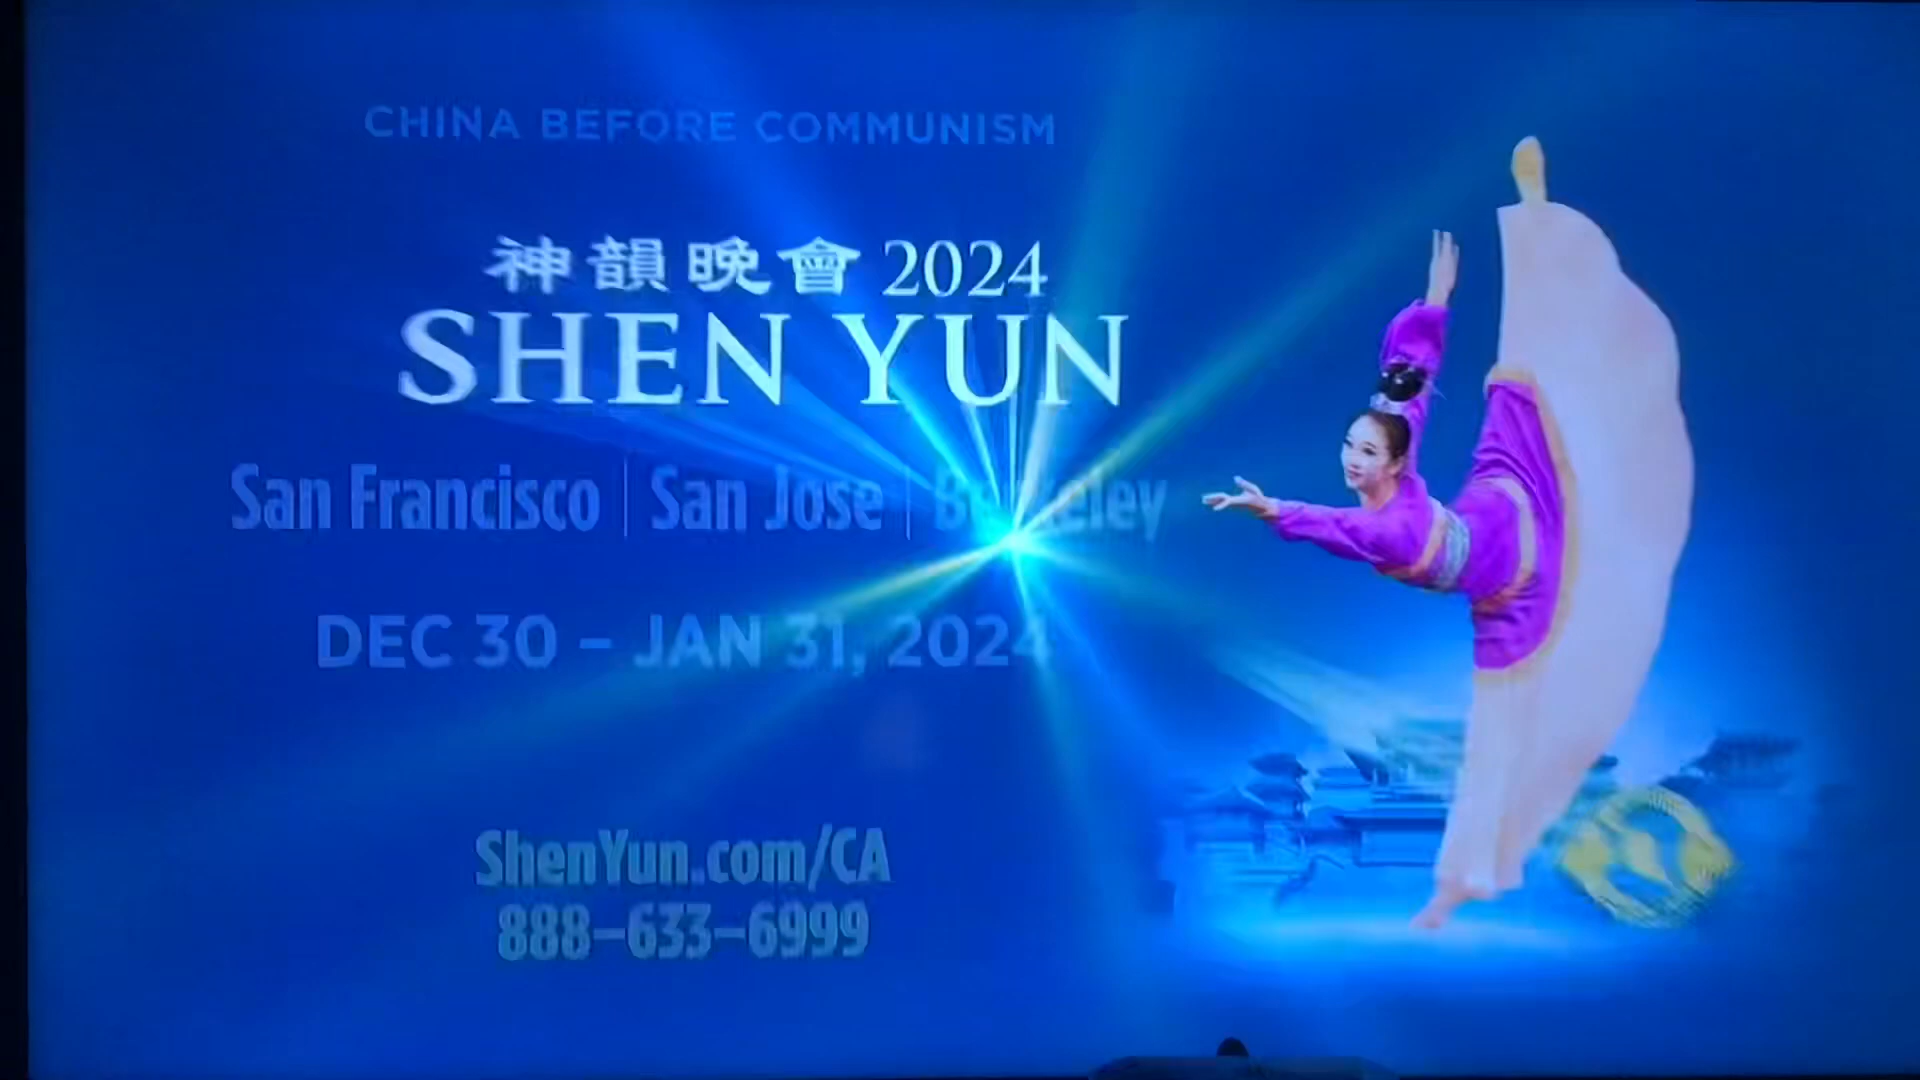 CHINA BEFORE COMMUNISM
神韻晚會 2024
SHEN YUN
San Francisco | San Jose | Berkeley
DEC 30 – JAN 31, 2024
ShenYun.com/CA
888-633-6999